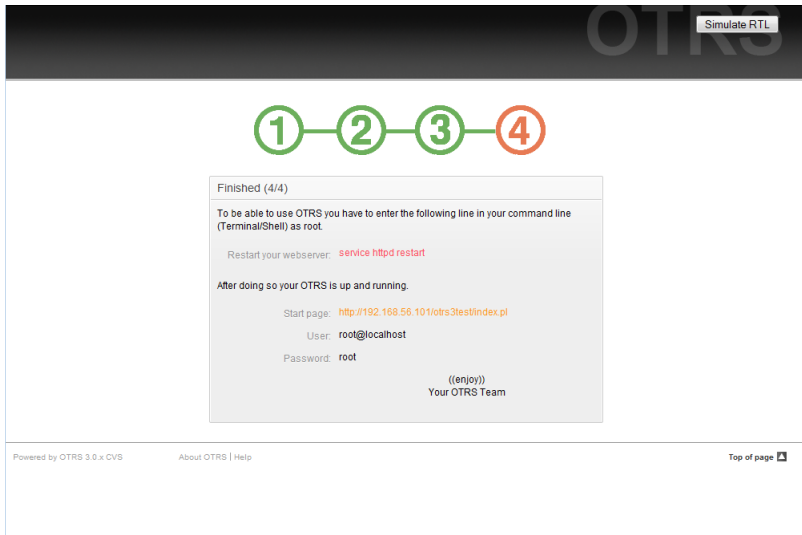 OTRS
Simulate RTL
1 2 3 4
Finished (4/4)
To be able to use OTRS you have to enter the following line in your command line
(Terminal/Shell) as root.
Restart your webserver: service httpd restart
After doing so your OTRS is up and running.
Start page: http://192.168.56.101/otrs3test/index.pl
User: root@localhost
Password: root
((enjoy))
Your OTRS Team
Powered by OTRS 3.0.x CVS About OTRS | Help Top of page